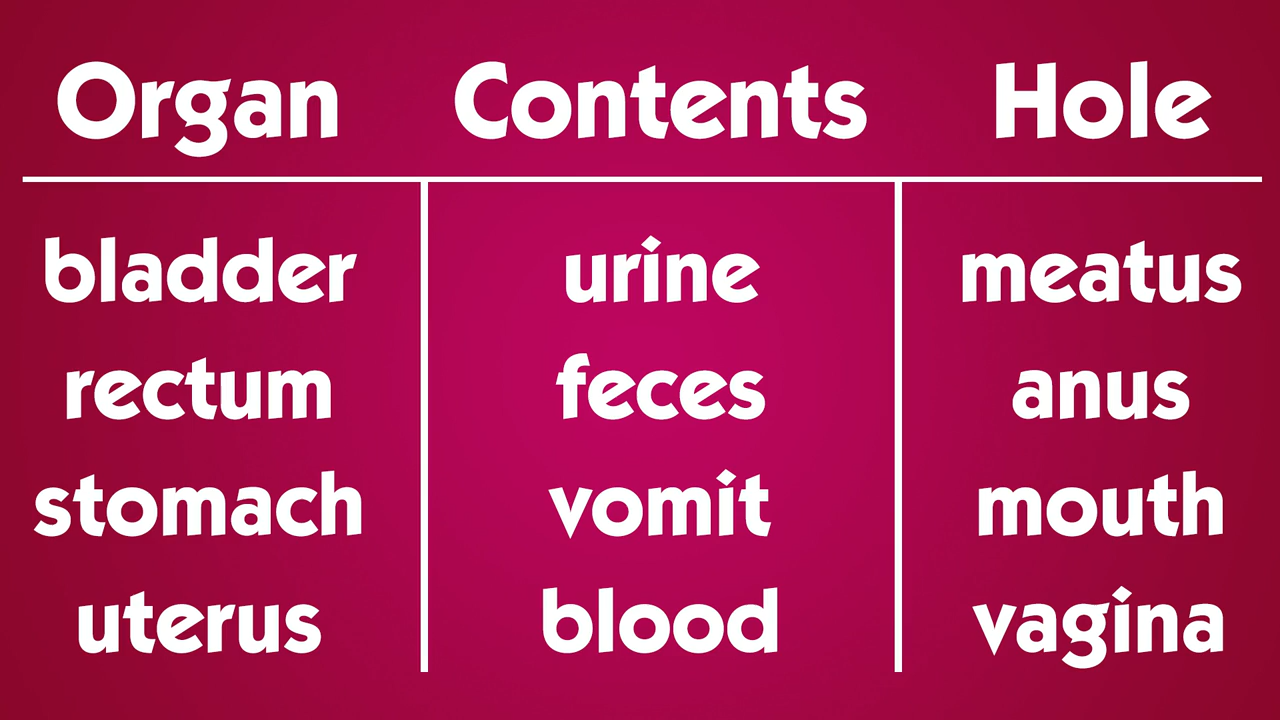 Organ Contents Hole
bladder urine meatus
rectum feces anus
stomach vomit mouth
uterus blood vagina